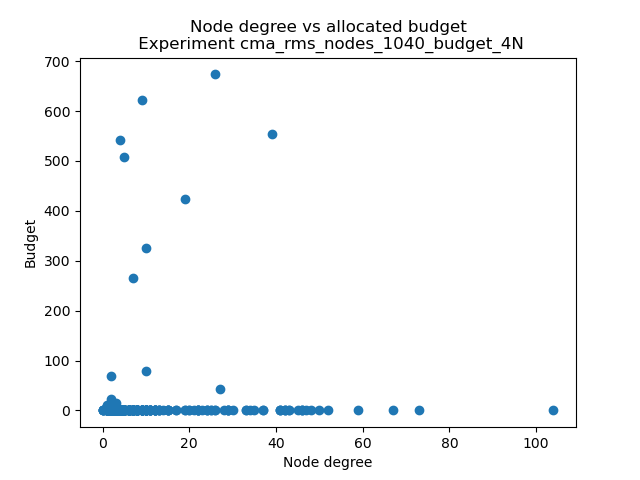 Node degree vs allocated budget
Experiment cma_rms_nodes_1040_budget_4N
700
600
500
400
300
200
100
0
Budget
0 20 40 60 80 100
Node degree